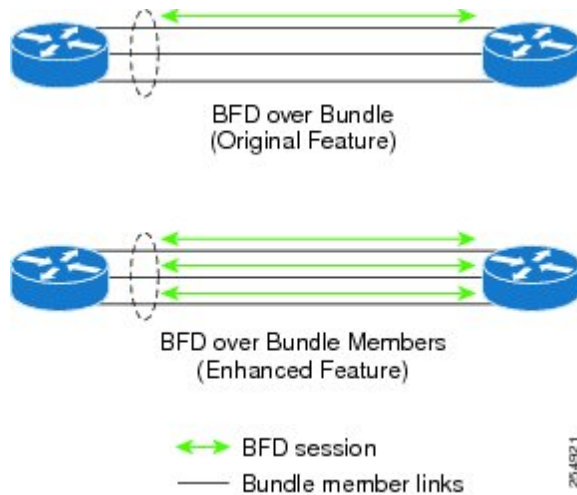 BFD over Bundle
(Original Feature)
BFD over Bundle Members
(Enhanced Feature)
BFD session
Bundle member links
254921